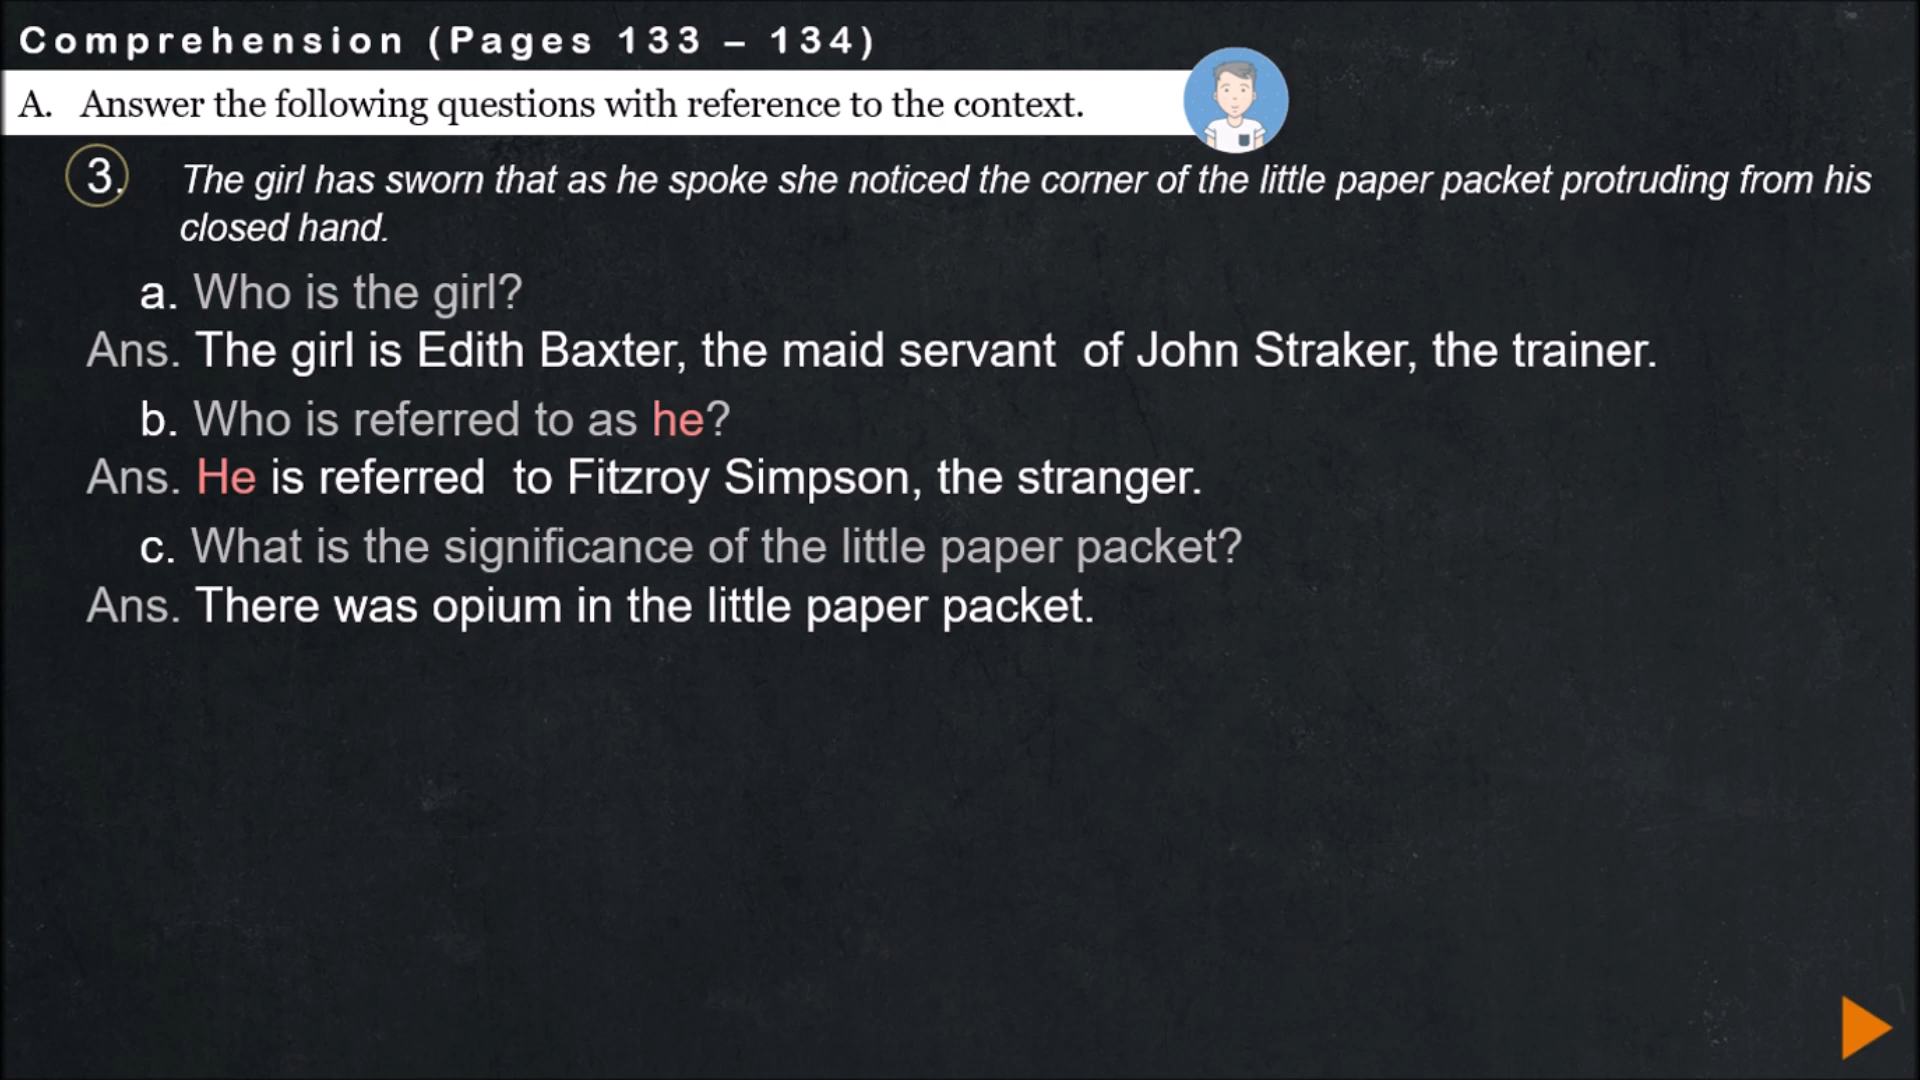 Comprehension (Pages 133 – 134)
A. Answer the following questions with reference to the context.
3. The girl has sworn that as he spoke she noticed the corner of the little paper packet protruding from his
closed hand.
a. Who is the girl?
Ans. The girl is Edith Baxter, the maid servant of John Straker, the trainer.
b. Who is referred to as he?
Ans. He is referred to Fitzroy Simpson, the stranger.
c. What is the significance of the little paper packet?
Ans. There was opium in the little paper packet.